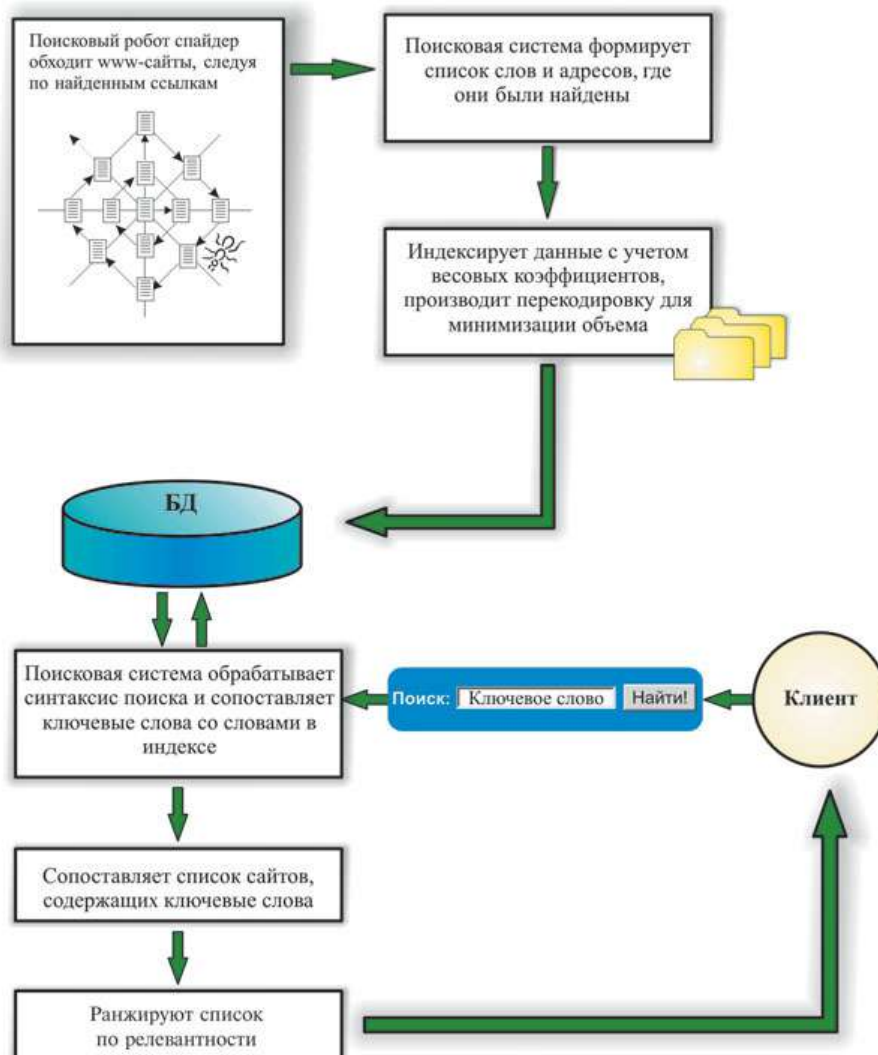 Поисковый робот спайдер
обходит www-сайты, следуя
по найденным ссылкам
Поисковая система формирует
список слов и адресов, где
они были найдены
Индексирует данные с учетом
весовых коэффициентов,
производит перекодировку для
минимизации объема
БД
Поисковая система обрабатывает
синтаксис поиска и сопоставляет
ключевые слова со словами в
индексе
Поиск: Ключевое слово Найти!
Клиент
Сопоставляет список сайтов,
содержащих ключевые слова
Ранжируют список
по релевантности